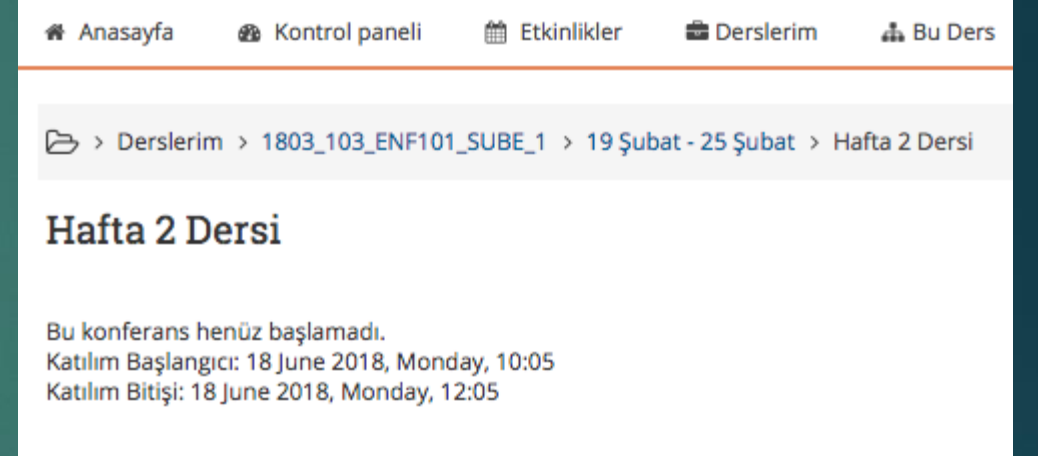 Anasayfa Kontrol paneli Etkinlikler Derslerim Bu Ders
> Derslerim > 1803_103_ENF101_SUBE_1 > 19 Şubat - 25 Şubat > Hafta 2 Dersi
Hafta 2 Dersi
Bu konferans henüz başlamadı.
Katılım Başlangıcı: 18 June 2018, Monday, 10:05
Katılım Bitişi: 18 June 2018, Monday, 12:05